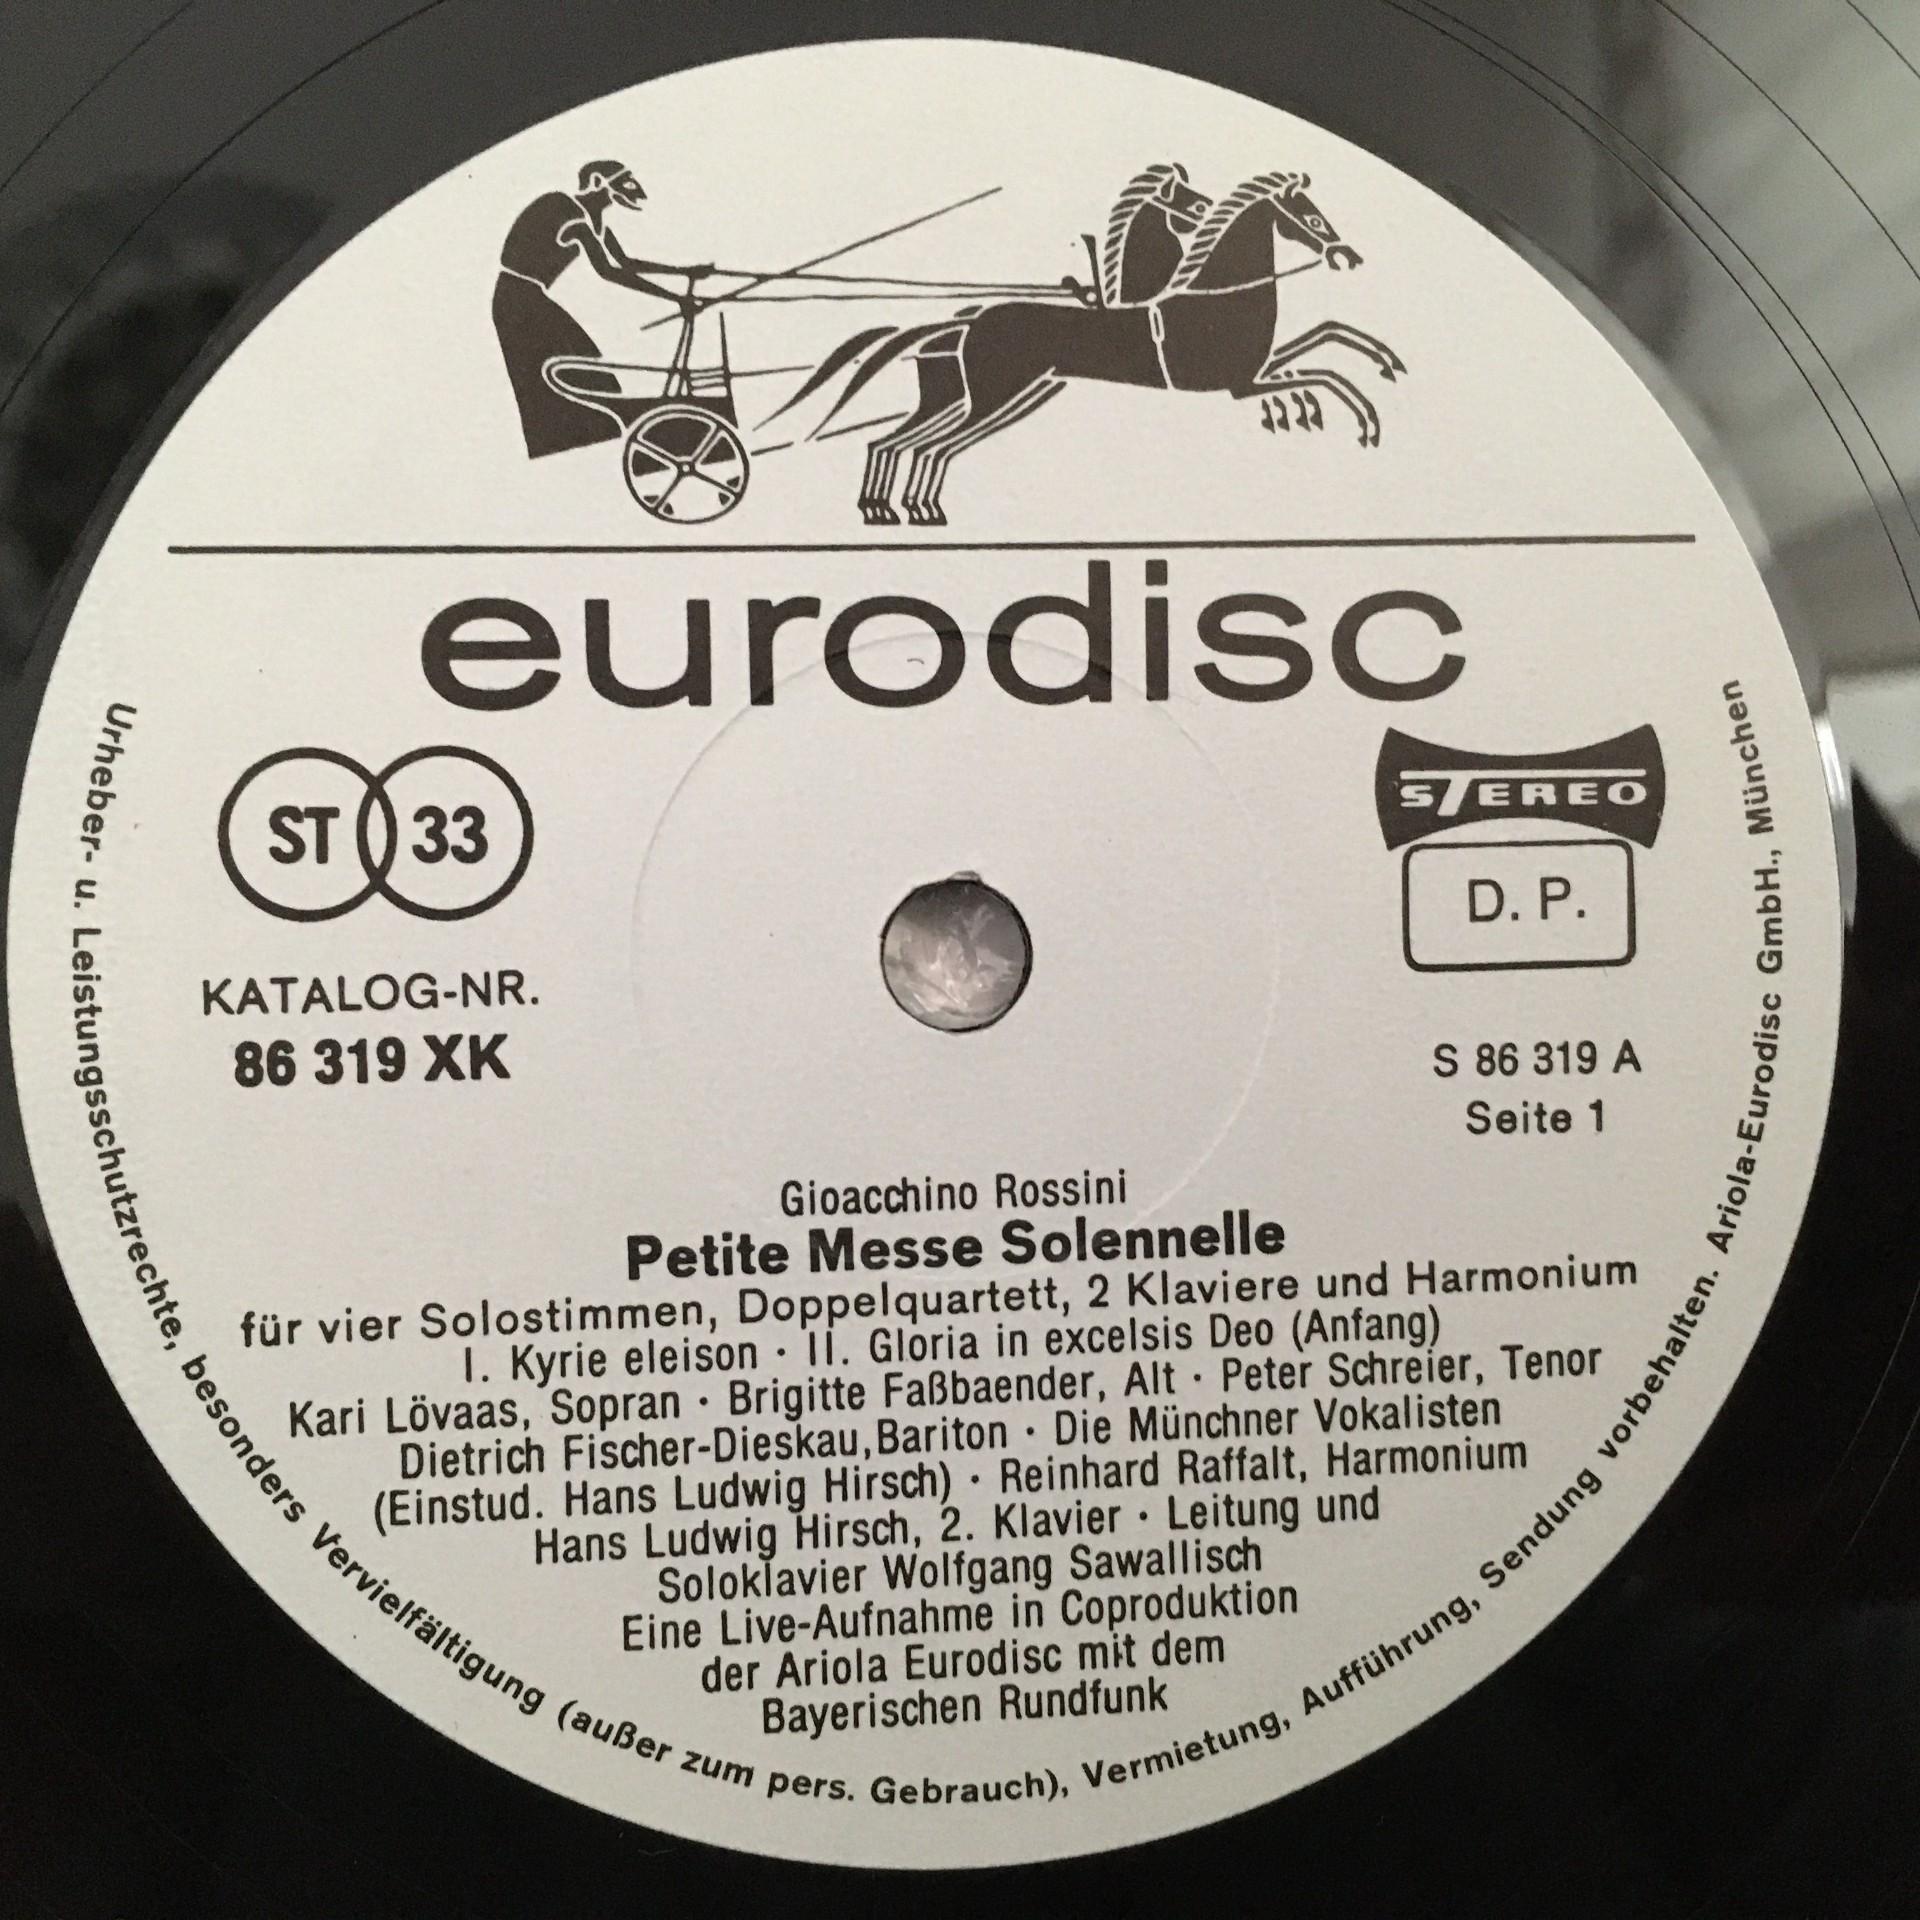 eurodisc
ST 33
STEREO
D. P.
KATALOG-NR.
86 319 XK
S 86 319 A
Seite 1
Gioacchino Rossini
Petite Messe Solennelle
für vier Solostimmen, Doppelquartett, 2 Klaviere und Harmonium
I. Kyrie eleison · II. Gloria in excelsis Deo (Anfang)
Kari Lövaas, Sopran · Brigitte Faßbaender, Alt · Peter Schreier, Tenor
Dietrich Fischer-Dieskau, Bariton · Die Münchner Vokalisten
(Einstud. Hans Ludwig Hirsch) · Reinhard Raffalt, Harmonium
Hans Ludwig Hirsch, 2. Klavier · Leitung und
Soloklavier Wolfgang Sawallisch
Eine Live-Aufnahme in Coproduktion
der Ariola Eurodisc mit dem
Bayerischen Rundfunk
Urheber- u. Leistungsschutzrechte, besonders Vervielfältigung (außer zum pers. Gebrauch), Vermietung, Aufführung, Sendung vorbehalten. Ariola-Eurodisc GmbH., München